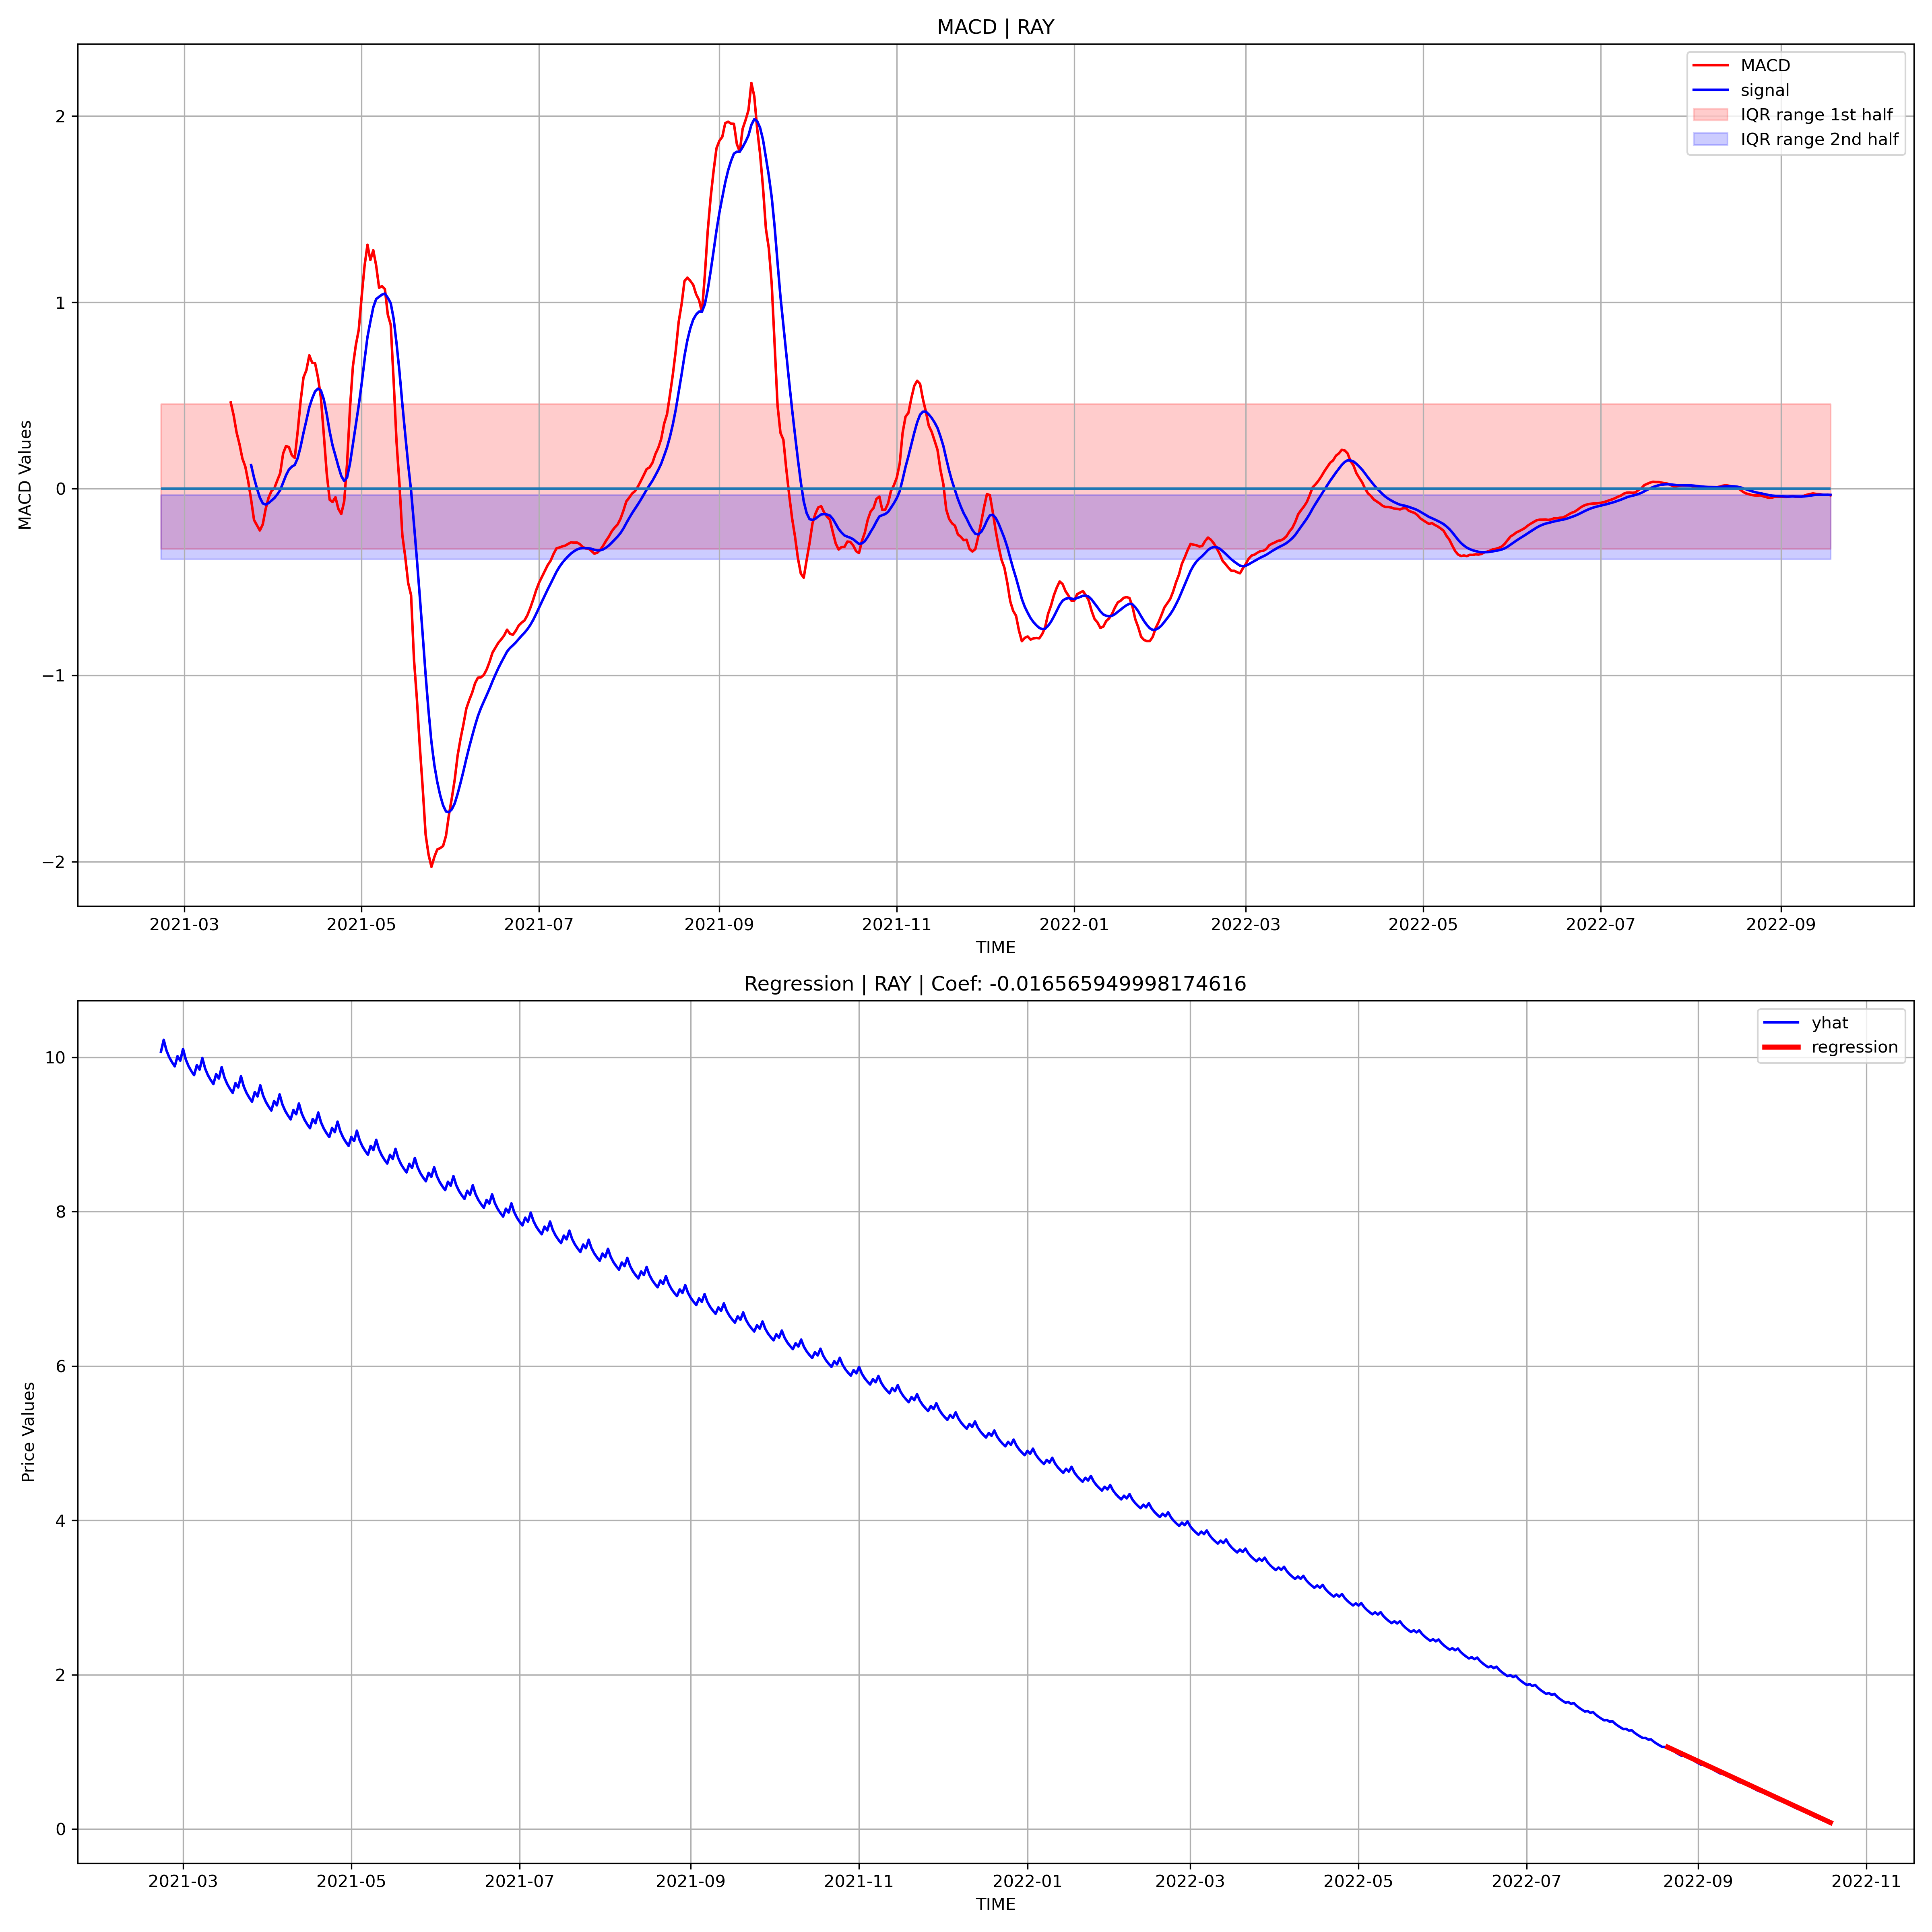 MACD | RAY
MACD
signal
IQR range 1st half
IQR range 2nd half
MACD Values
2
1
0
−1
−2
2021-03 2021-05 2021-07 2021-09 2021-11 2022-01 2022-03 2022-05 2022-07 2022-09
TIME
Regression | RAY | Coef: -0.016565949998174616
yhat
regression
Price Values
10
8
6
4
2
0
2021-03 2021-05 2021-07 2021-09 2021-11 2022-01 2022-03 2022-05 2022-07 2022-09 2022-11
TIME